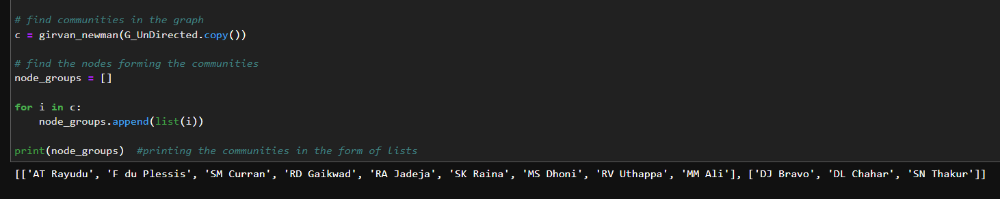 # find communities in the graph
c = girvan_newman(G_UnDirected.copy())
# find the nodes forming the communities
node_groups = []
for i in c:
    node_groups.append(list(i))
print(node_groups)  #printing the communities in the form of lists
[['AT Rayudu', 'F du Plessis', 'SM Curran', 'RD Gaikwad', 'RA Jadeja', 'SK Raina', 'MS Dhoni', 'RV Uthappa', 'MM Ali'], ['DJ Bravo', 'DL Chahar', 'SN Thakur']]